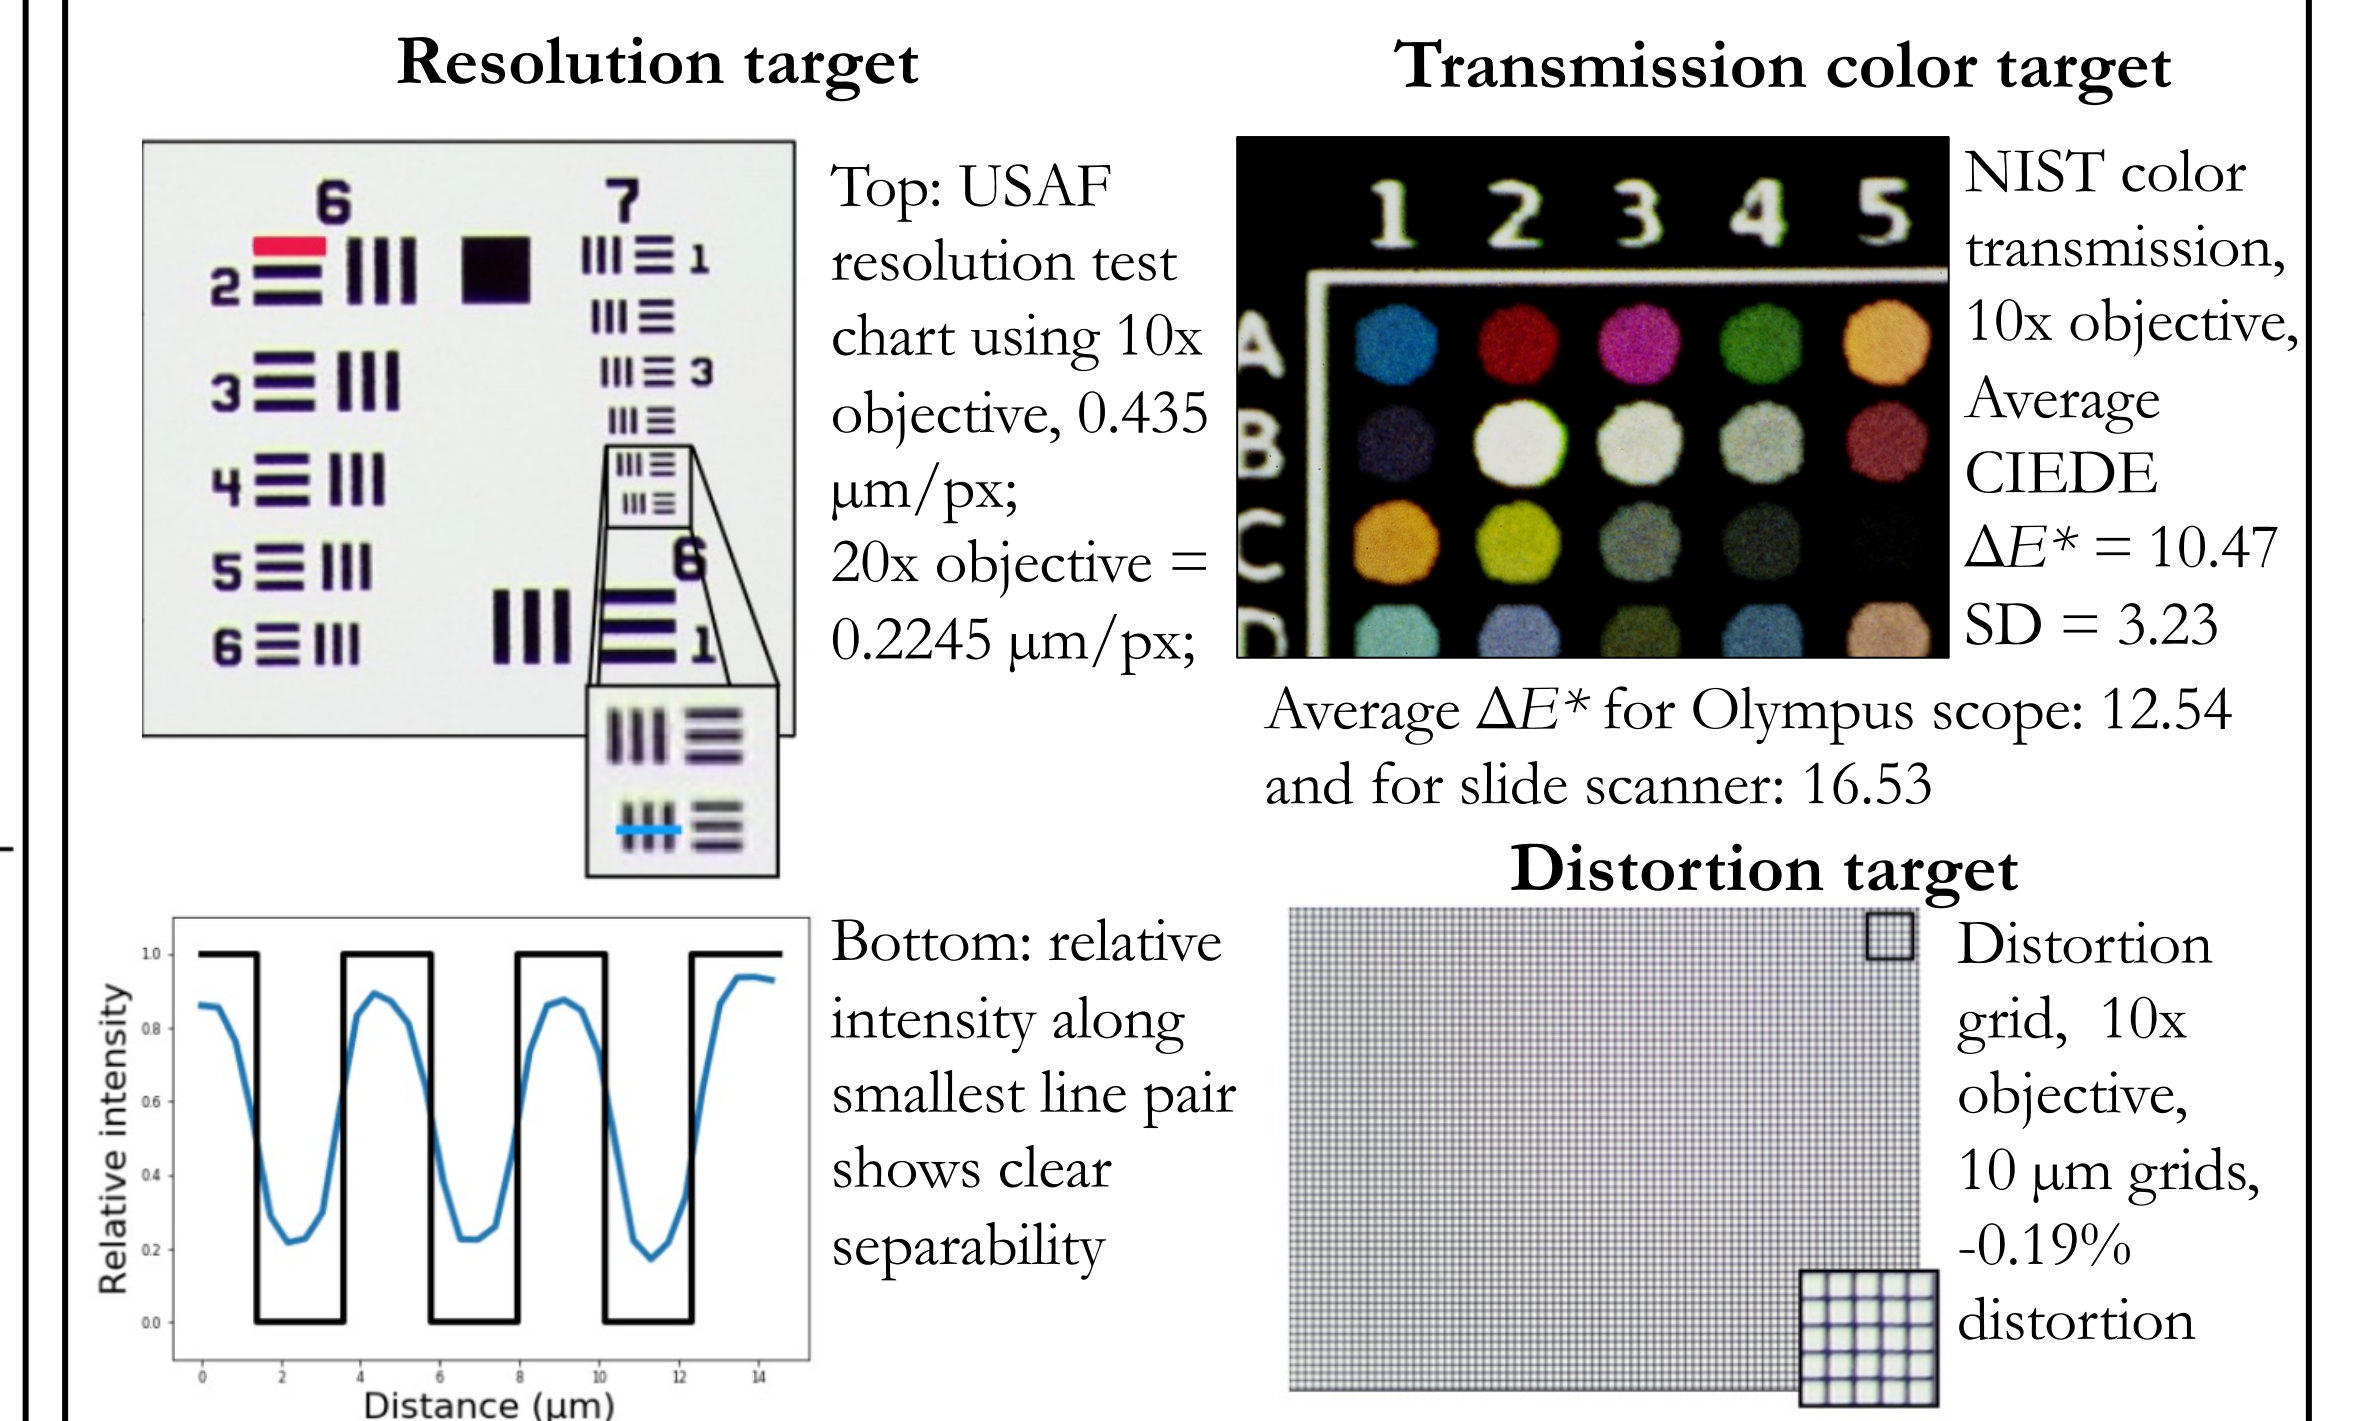 Resolution target
6 7
2
1
3
3
4
5
6
6
1
Top: USAF
resolution test
chart using 10x
objective, 0.435
μm/px;
20x objective =
0.2245 μm/px;
1.0
0.8
0.6
0.4
0.2
0.0
Relative intensity
0 2 4 6 8 10 12 14
Distance (μm)
Bottom: relative
intensity along
smallest line pair
shows clear
separability
Transmission color target
1 2 3 4 5
A
B
C
D
NIST color
transmission,
10x objective,
Average
CIEDE
ΔE* = 10.47
SD = 3.23
Average ΔE* for Olympus scope: 12.54
and for slide scanner: 16.53
Distortion target
Distortion
grid, 10x
objective,
10 μm grids,
-0.19%
distortion